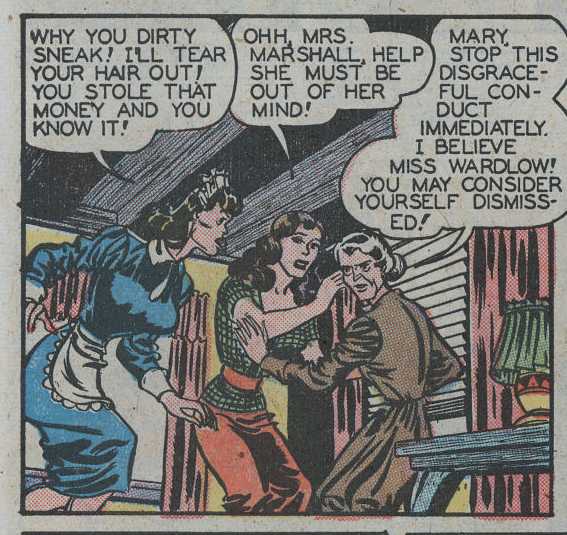 WHY YOU DIRTY
SNEAK! I'LL TEAR
YOUR HAIR OUT!
YOU STOLE THAT
MONEY AND YOU
KNOW IT!
OHH, MRS.
MARSHALL, HELP
SHE MUST BE
OUT OF HER
MIND!
MARY,
STOP THIS
DISGRACE-
FUL CON-
DUCT
IMMEDIATELY.
I BELIEVE
MISS WARDLOW!
YOU MAY CONSIDER
YOURSELF DISMISS-
ED!